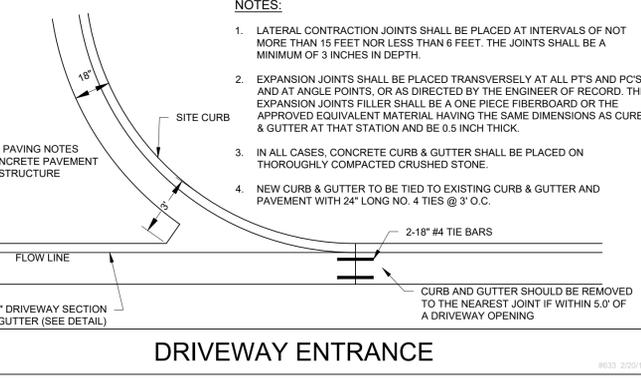 NOTES:
1. LATERAL CONTRACTION JOINTS SHALL BE PLACED AT INTERVALS OF NOT
MORE THAN 15 FEET NOR LESS THAN 6 FEET. THE JOINTS SHALL BE A
MINIMUM OF 3 INCHES IN DEPTH.
2. EXPANSION JOINTS SHALL BE PLACED TRANSVERSELY AT ALL PT'S AND PC'S
AND AT ANGLE POINTS, OR AS DIRECTED BY THE ENGINEER OF RECORD. THE
EXPANSION JOINTS FILLER SHALL BE A ONE PIECE FIBERBOARD OR THE
APPROVED EQUIVALENT MATERIAL HAVING THE SAME DIMENSIONS AS CURB
& GUTTER AT THAT STATION AND BE 0.5 INCH THICK.
3. IN ALL CASES, CONCRETE CURB & GUTTER SHALL BE PLACED ON
THOROUGHLY COMPACTED CRUSHED STONE.
4. NEW CURB & GUTTER TO BE TIED TO EXISTING CURB & GUTTER AND
PAVEMENT WITH 24" LONG NO. 4 TIES @ 3' O.C.
18"
SITE CURB
PAVING NOTES
NCRETE PAVEMENT
STRUCTURE
3'
2-18" #4 TIE BARS
FLOW LINE
CURB AND GUTTER SHOULD BE REMOVED
TO THE NEAREST JOINT IF WITHIN 5.0' OF
A DRIVEWAY OPENING
" DRIVEWAY SECTION
GUTTER (SEE DETAIL)
DRIVEWAY ENTRANCE
#633 2/20/1